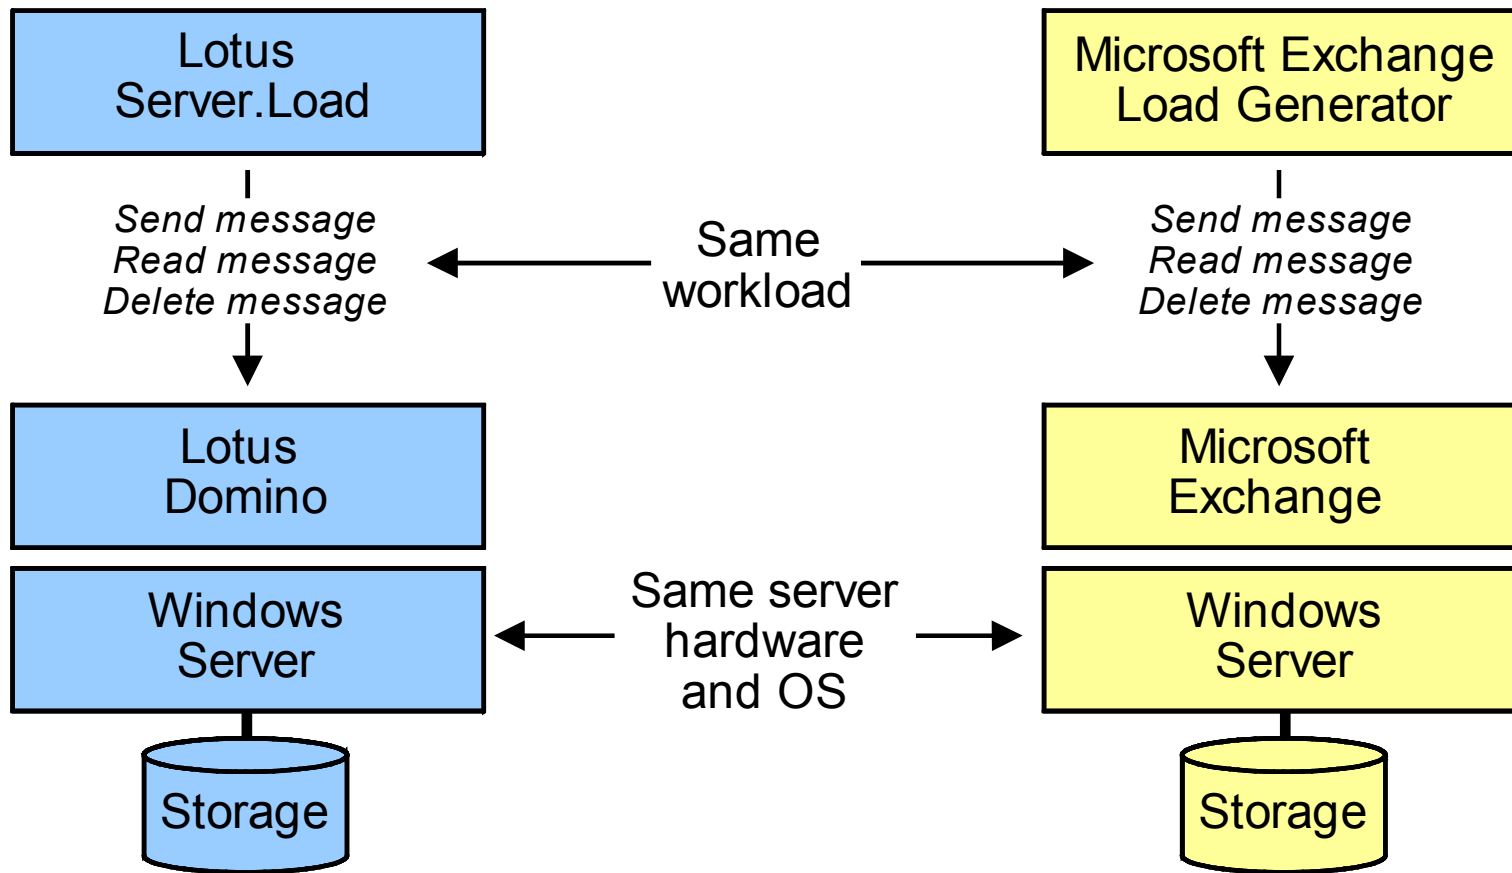 Lotus
Server.Load
Microsoft Exchange
Load Generator
Send message
Read message
Delete message
Same
workload
Send message
Read message
Delete message
Lotus
Domino
Microsoft
Exchange
Windows
Server
Same server
hardware
and OS
Windows
Server
Storage
Storage